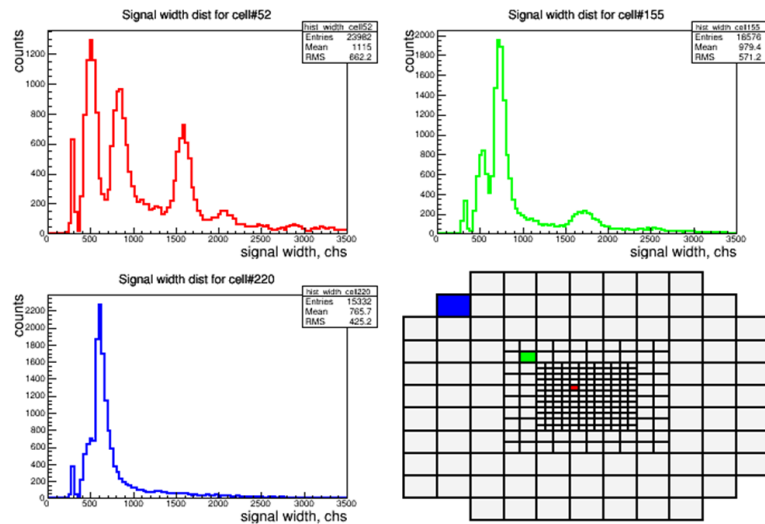 Signal width dist for cell#52
hist_width_cell52
Entries 23982
Mean 1115
RMS 662.2
counts
1200
1000
800
600
400
200
0
0 500 1000 1500 2000 2500 3000 3500
signal width, chs
Signal width dist for cell#155
hist_width_cell155
Entries 16576
Mean 979.4
RMS 571.2
counts
2000
1800
1600
1400
1200
1000
800
600
400
200
0
0 500 1000 1500 2000 2500 3000 3500
signal width, chs
Signal width dist for cell#220
hist_width_cell220
Entries 15332
Mean 765.7
RMS 425.2
counts
2200
2000
1800
1600
1400
1200
1000
800
600
400
200
0
0 500 1000 1500 2000 2500 3000 3500
signal width, chs